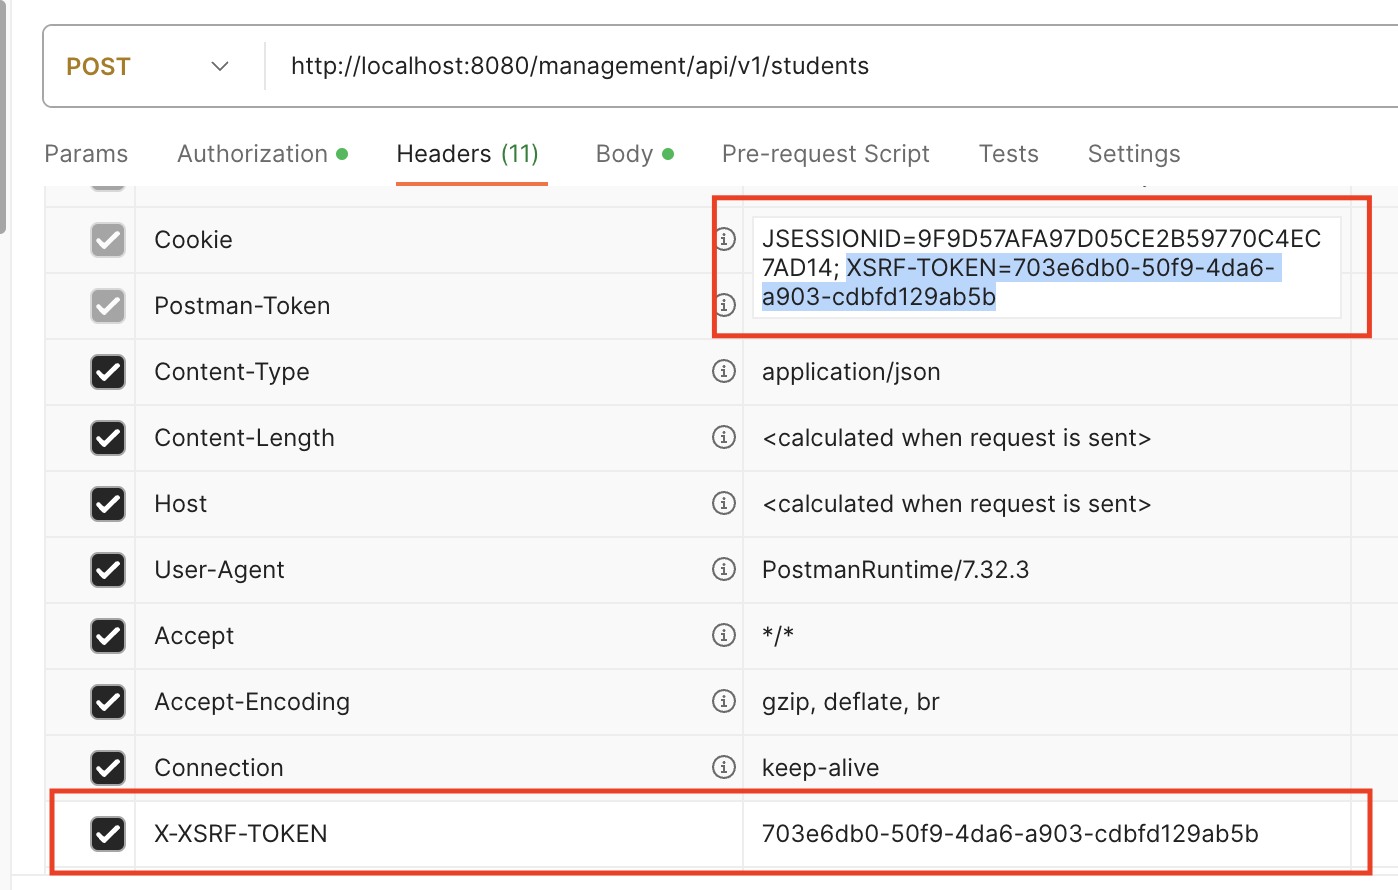 POST http://localhost:8080/management/api/v1/students
Params Authorization Headers (11) Body Pre-request Script Tests Settings
Cookie JSESSIONID=9F9D57AFA97D05CE2B59770C4EC
7AD14; XSRF-TOKEN=703e6db0-50f9-4da6-
a903-cdbfd129ab5b
Postman-Token
Content-Type application/json
Content-Length <calculated when request is sent>
Host <calculated when request is sent>
User-Agent PostmanRuntime/7.32.3
Accept */*
Accept-Encoding gzip, deflate, br
Connection keep-alive
X-XSRF-TOKEN 703e6db0-50f9-4da6-a903-cdbfd129ab5b